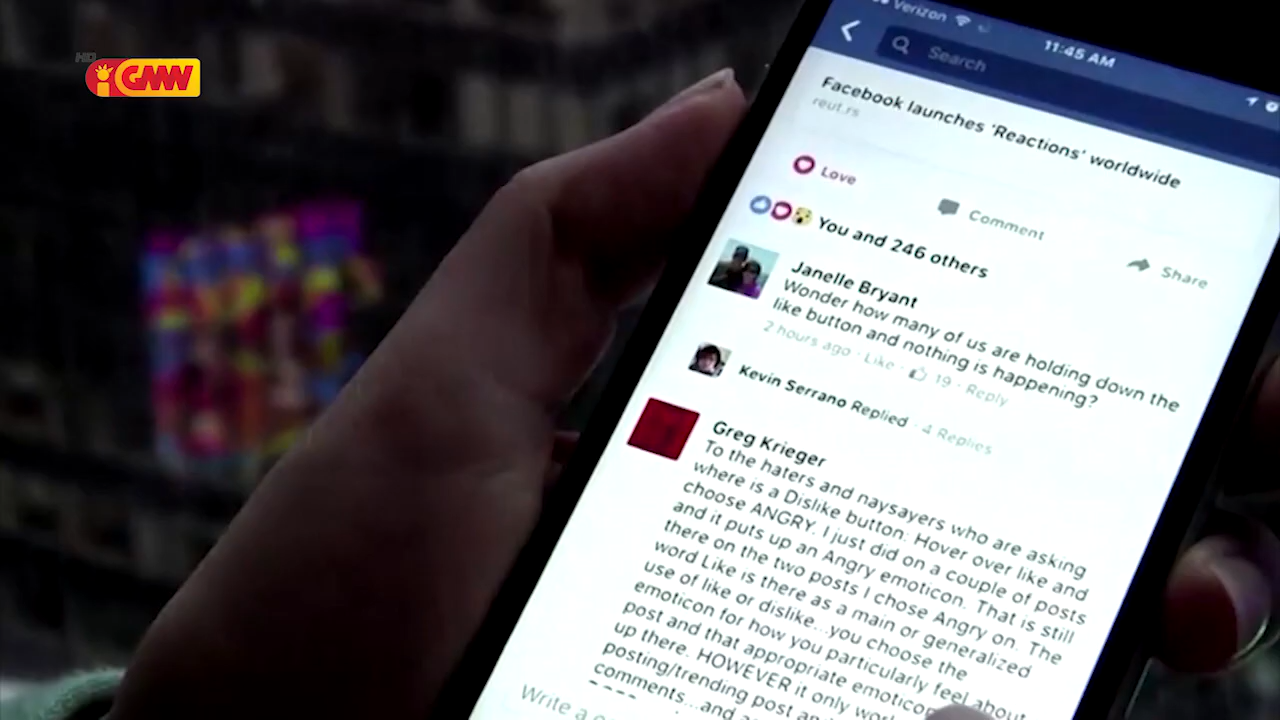 HD
iGMW
Verizon
11:45 AM
Search
Facebook launches 'Reactions' worldwide
reut.rs
Love
Comment
Share
You and 246 others
Janelle Bryant
Wonder how many of us are holding down the
like button and nothing is happening?
2 hours ago · Like · 19 · Reply
Kevin Serrano Replied · 4 Replies
Greg Krieger
To the haters and naysayers who are asking
where is a Dislike button: Hover over like and
choose ANGRY. I just did on a couple of posts
and it puts up an Angry emoticon. That is still
there on the two posts I chose Angry on. The
word Like is there as a main or generalized
use of like or dislike...you choose the
emoticon for how you particularly feel about
post and that appropriate emoticon
up there. HOWEVER it only
posting/trending post
comments...and
Write a